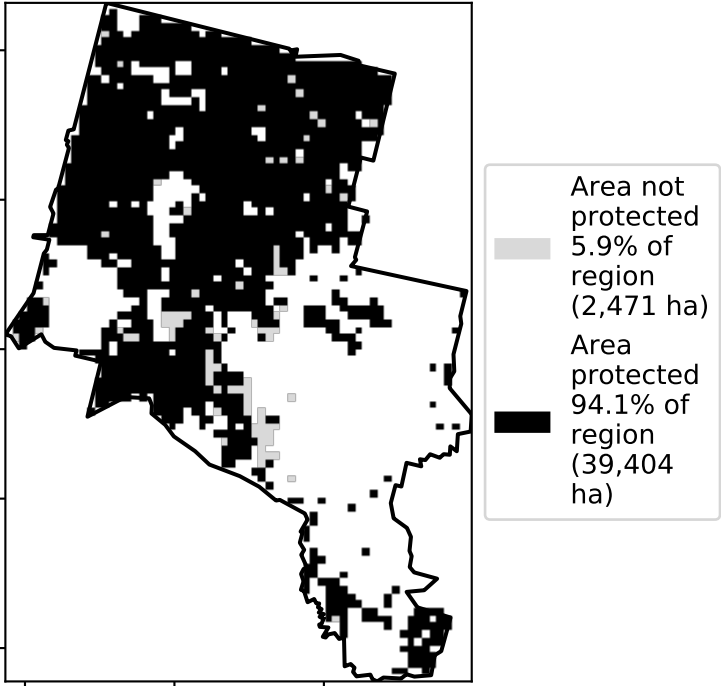 Area not
protected
5.9% of
region
(2,471 ha)
Area
protected
94.1% of
region
(39,404
ha)